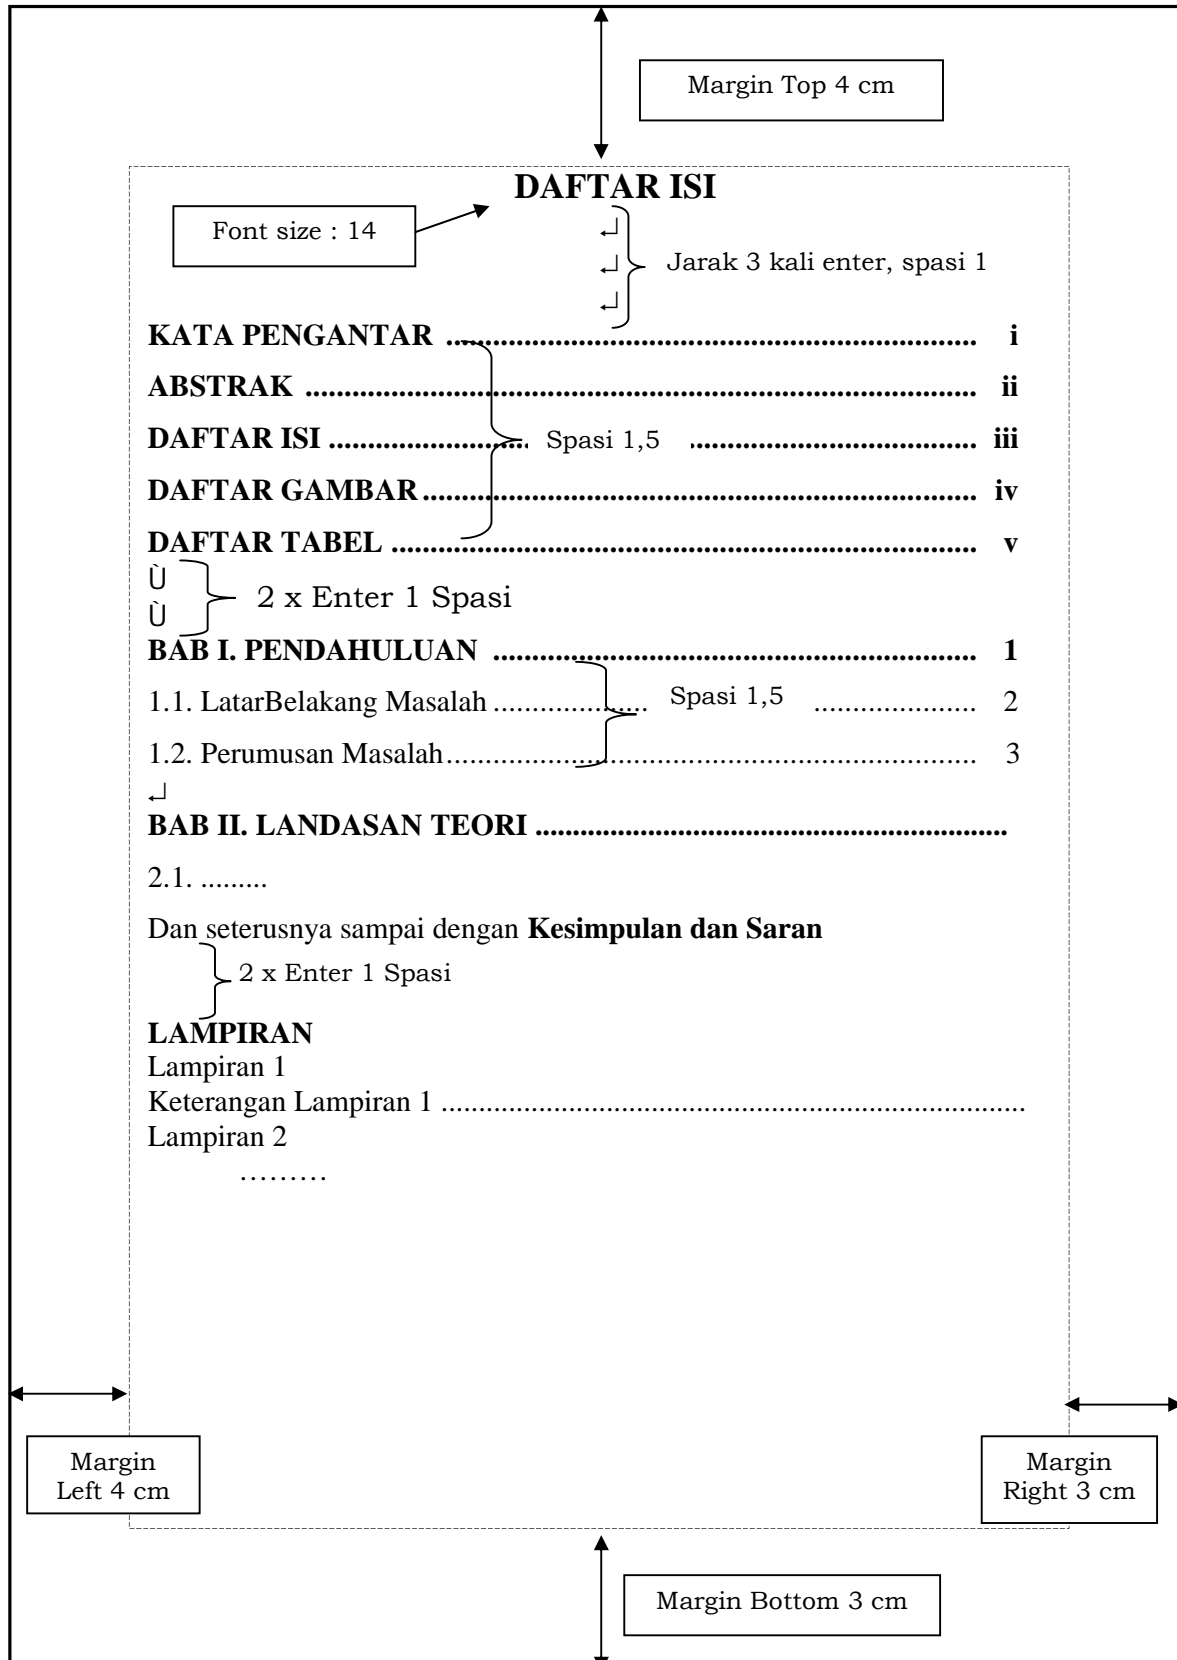 Margin Top 4 cm
DAFTAR ISI
Font size : 14
↵
↵ Jarak 3 kali enter, spasi 1
↵
KATA PENGANTAR ........................................................................ i
ABSTRAK ........................................................................................ ii
DAFTAR ISI .......................... Spasi 1,5 ...................................... iii
DAFTAR GAMBAR .......................................................................... iv
DAFTAR TABEL .............................................................................. v
Ù
Ù 2 x Enter 1 Spasi
BAB I. PENDAHULUAN ................................................................ 1
1.1. LatarBelakang Masalah ..................... Spasi 1,5 ...................... 2
1.2. Perumusan Masalah ....................................................................... 3
↵
BAB II. LANDASAN TEORI ..............................................................
2.1. .........
Dan seterusnya sampai dengan Kesimpulan dan Saran
2 x Enter 1 Spasi
LAMPIRAN
Lampiran 1
Keterangan Lampiran 1 ..............................................................................
Lampiran 2
.........
Margin
Left 4 cm
Margin
Right 3 cm
Margin Bottom 3 cm